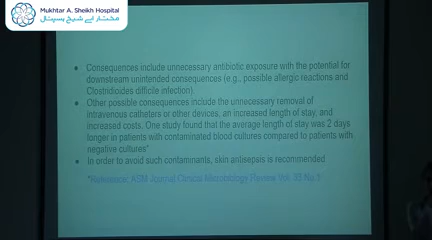 Mukhtar A. Sheikh Hospital
مختار اے شیخ ہسپتال
● Consequences include unnecessary antibiotic exposure with the potential for
downstream unintended consequences (e.g., possible allergic reactions and
Clostridioides difficile infection).
● Other possible consequences include the unnecessary removal of
intravenous catheters or other devices, an increased length of stay, and
increased costs. One study found that the average length of stay was 2 days
longer in patients with contaminated blood cultures compared to patients with
negative cultures*
● In order to avoid such contaminants, skin antisepsis is recommended
*Reference: ASM Journal Clinical Microbiology Review Vol. 33 No.1